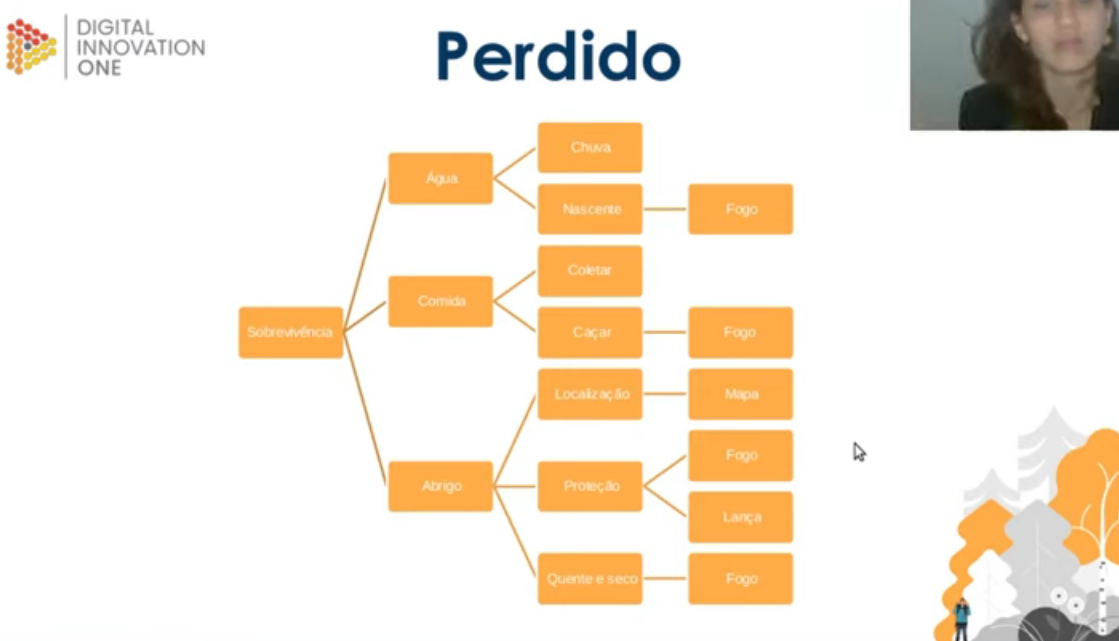 DIGITAL
INNOVATION
ONE
Perdido
Sobrevivência
Água
Chuva
Nascente
Fogo
Comida
Coletar
Caçar
Fogo
Abrigo
Localização
Mapa
Proteção
Fogo
Lança
Quente e seco
Fogo